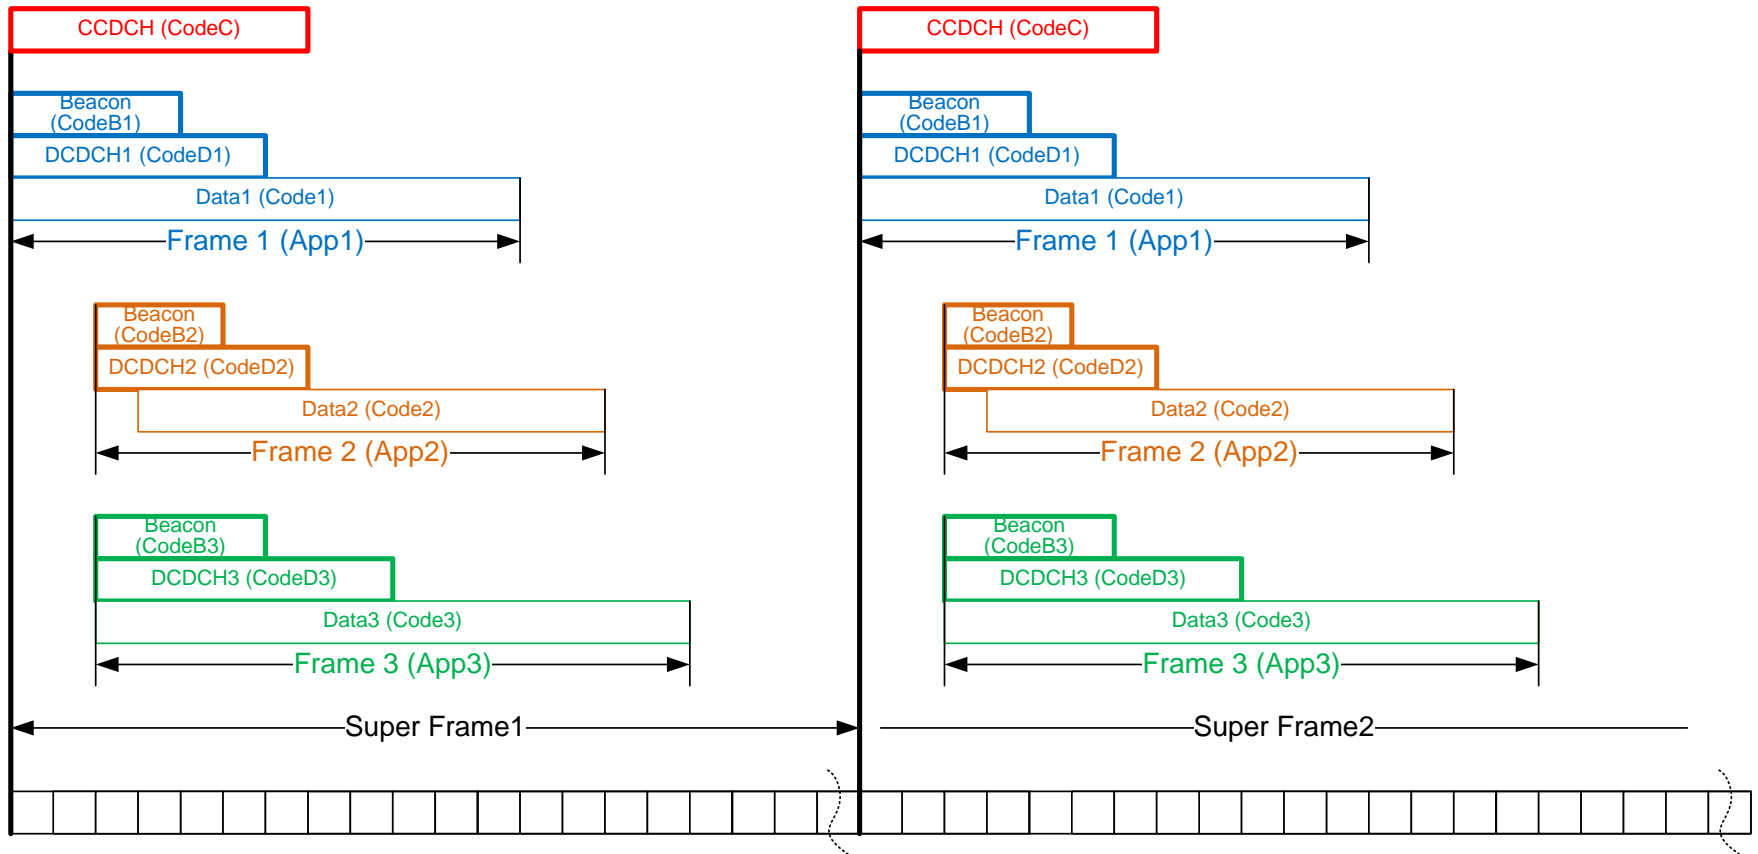 CCDCH (CodeC)
CCDCH (CodeC)
Beacon
(CodeB1)
DCDCH1 (CodeD1)
Data1 (Code1)
Frame 1 (App1)
Beacon
(CodeB1)
DCDCH1 (CodeD1)
Data1 (Code1)
Frame 1 (App1)
Beacon
(CodeB2)
DCDCH2 (CodeD2)
Data2 (Code2)
Frame 2 (App2)
Beacon
(CodeB2)
DCDCH2 (CodeD2)
Data2 (Code2)
Frame 2 (App2)
Beacon
(CodeB3)
DCDCH3 (CodeD3)
Data3 (Code3)
Frame 3 (App3)
Beacon
(CodeB3)
DCDCH3 (CodeD3)
Data3 (Code3)
Frame 3 (App3)
Super Frame1
Super Frame2